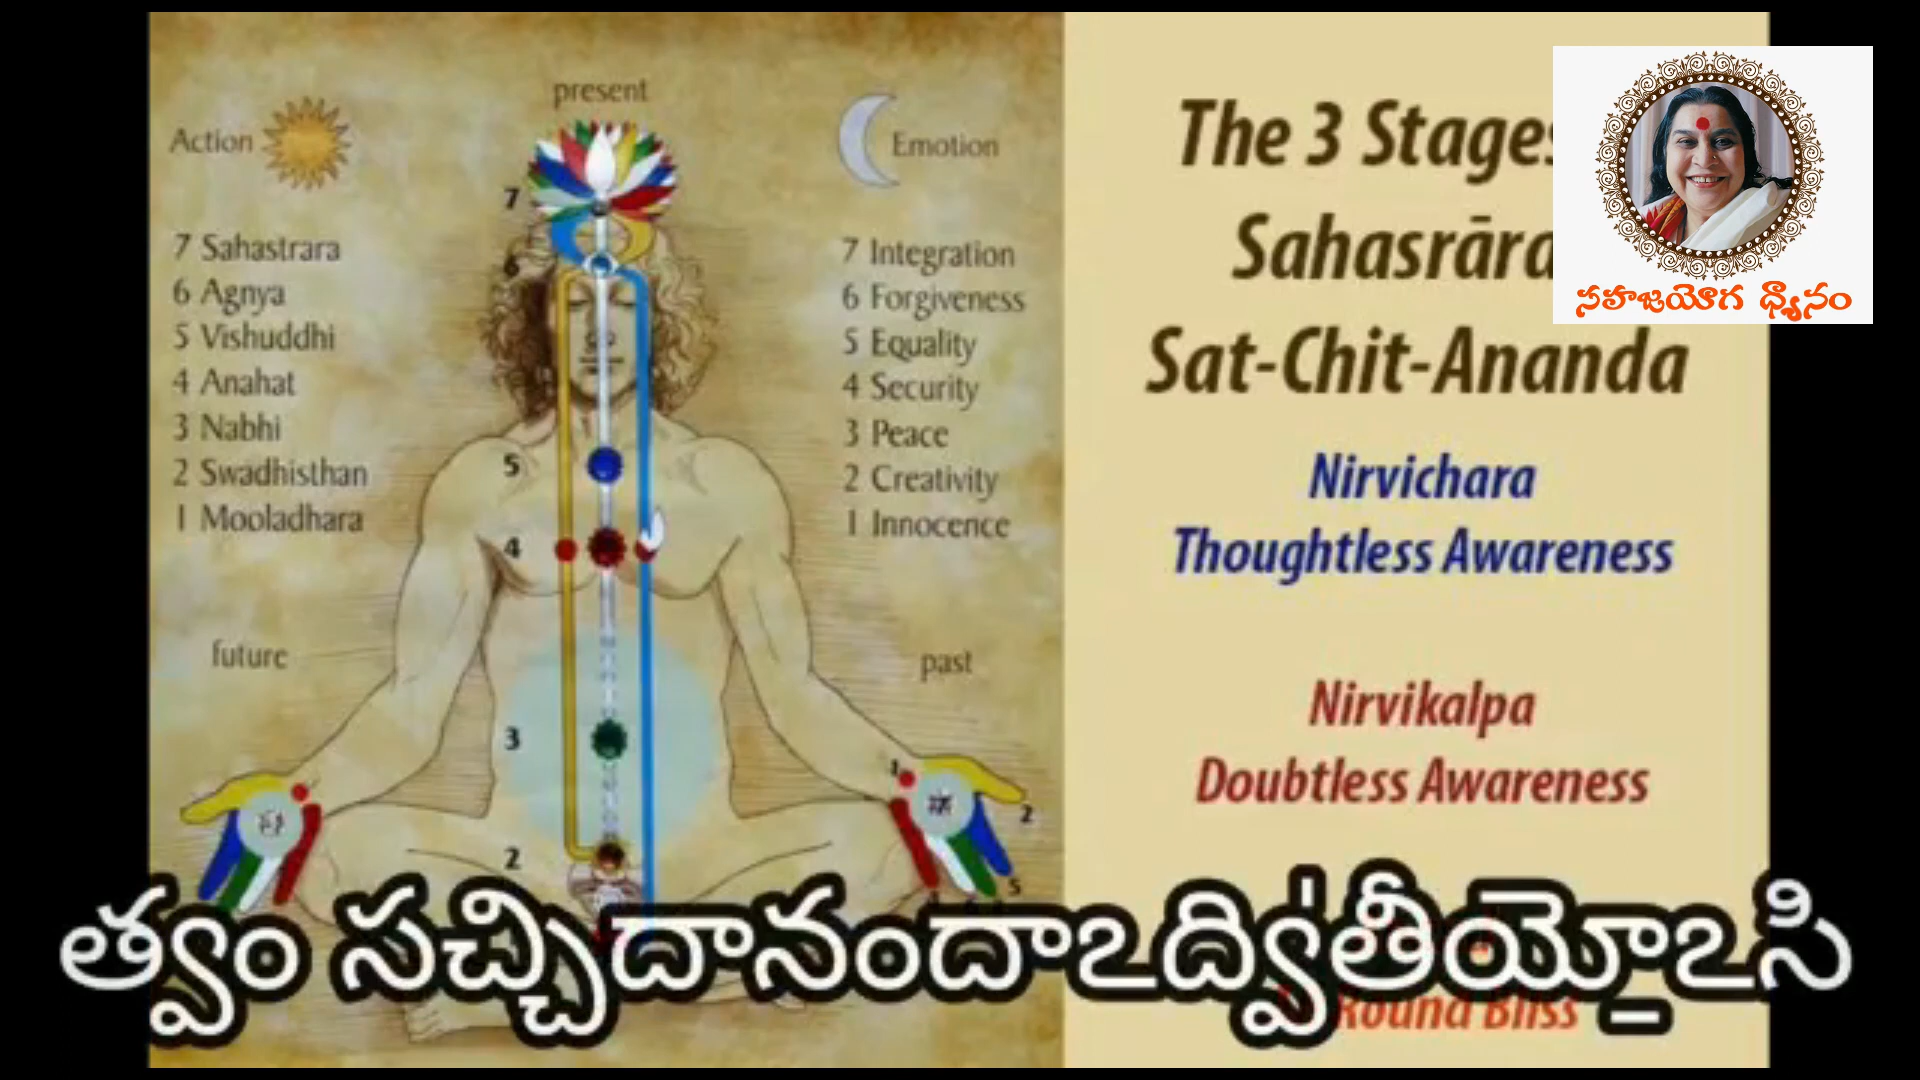 present
Action
Emotion
7
7 Sahastrara
6 Agnya
5 Vishuddhi
4 Anahat
3 Nabhi
2 Swadhisthan
1 Mooladhara
7 Integration
6 Forgiveness
5 Equality
4 Security
3 Peace
2 Creativity
1 Innocence
6
5
4
3
2
future
past
1
2
5
The 3 Stages
Sahasrāra
Sat-Chit-Ananda
Nirvichara
Thoughtless Awareness
Nirvikalpa
Doubtless Awareness
Round Bliss
సహజయోగ ధ్యానం
త్వం సచ్చిదానందాఽద్వి॑తీయో॒ఽసి